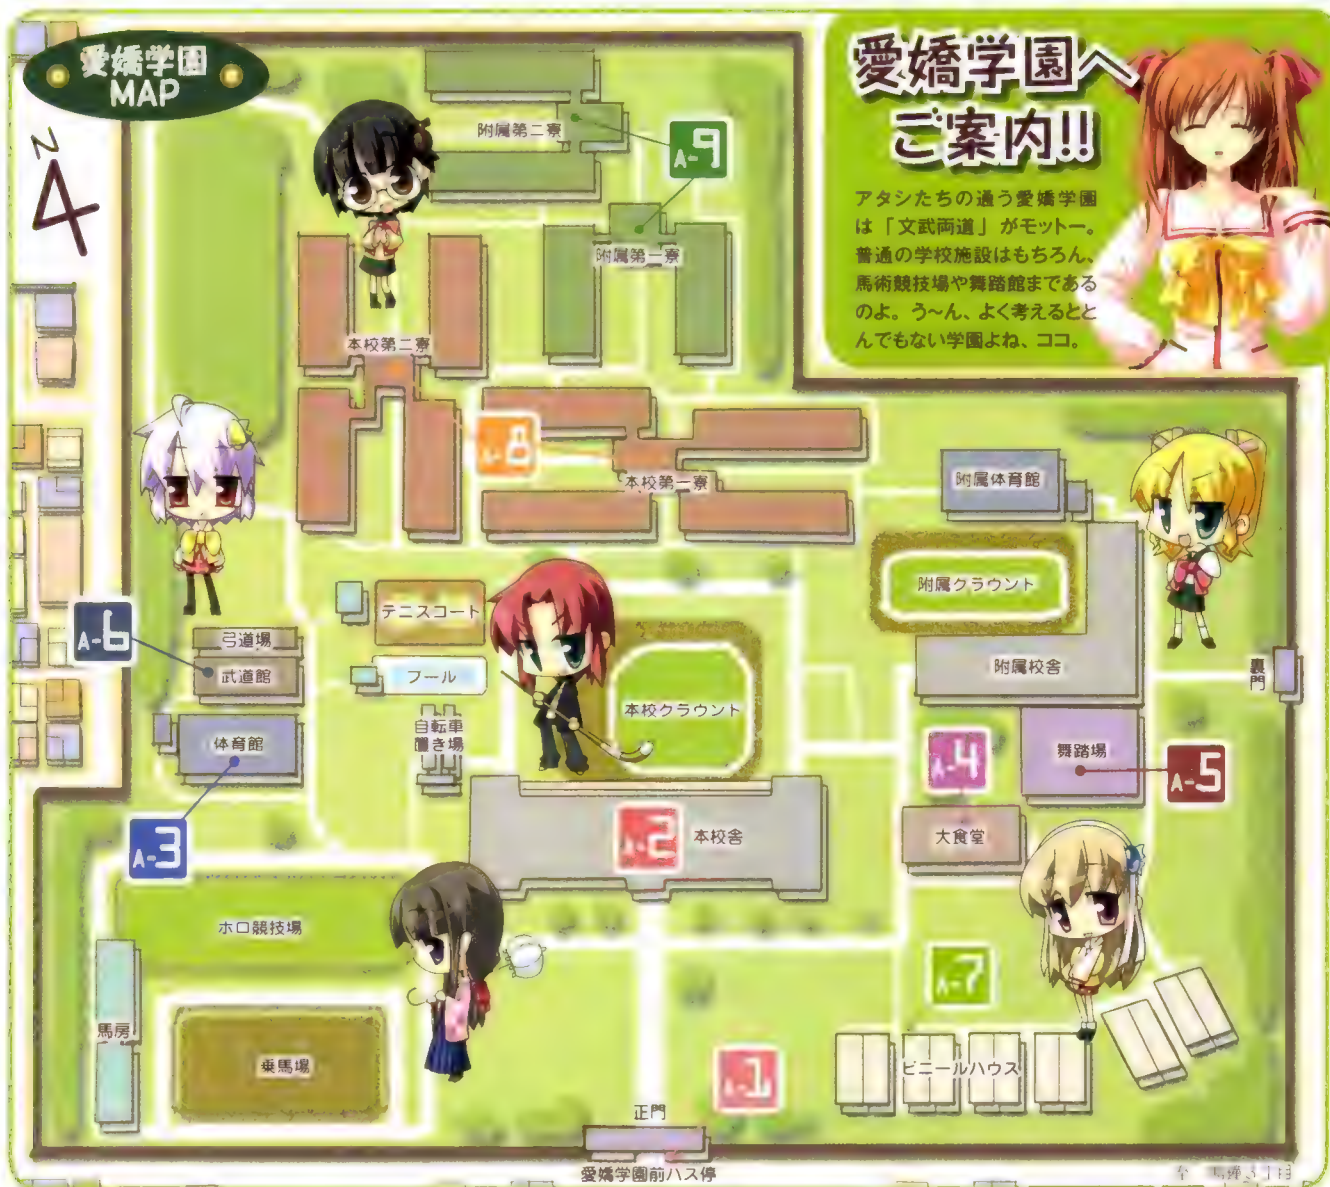 愛嬌学園
MAP
N
愛嬌学園へ
ご案内!!
アタシたちの通う愛嬌学園
は「文武両道」がモットー。
普通の学校施設はもちろん、
馬術競技場や舞踏館まである
のよ。う〜ん、よく考えるとと
んでもない学園よね、ココ。
附属第二寮
A-9
附属第一寮
本校第二寮
A-8
本校第一寮
附属体育館
附属グラウンド
附属校舎
裏門
テニスコート
プール
自転車
置き場
本校グラウンド
A-6
弓道場
武道館
体育館
A-3
A-2
本校舎
A-4
舞踏場
A-5
大食堂
ポロ競技場
馬房
乗馬場
A-7
ビニールハウス
A-1
正門
愛嬌学園前バス停